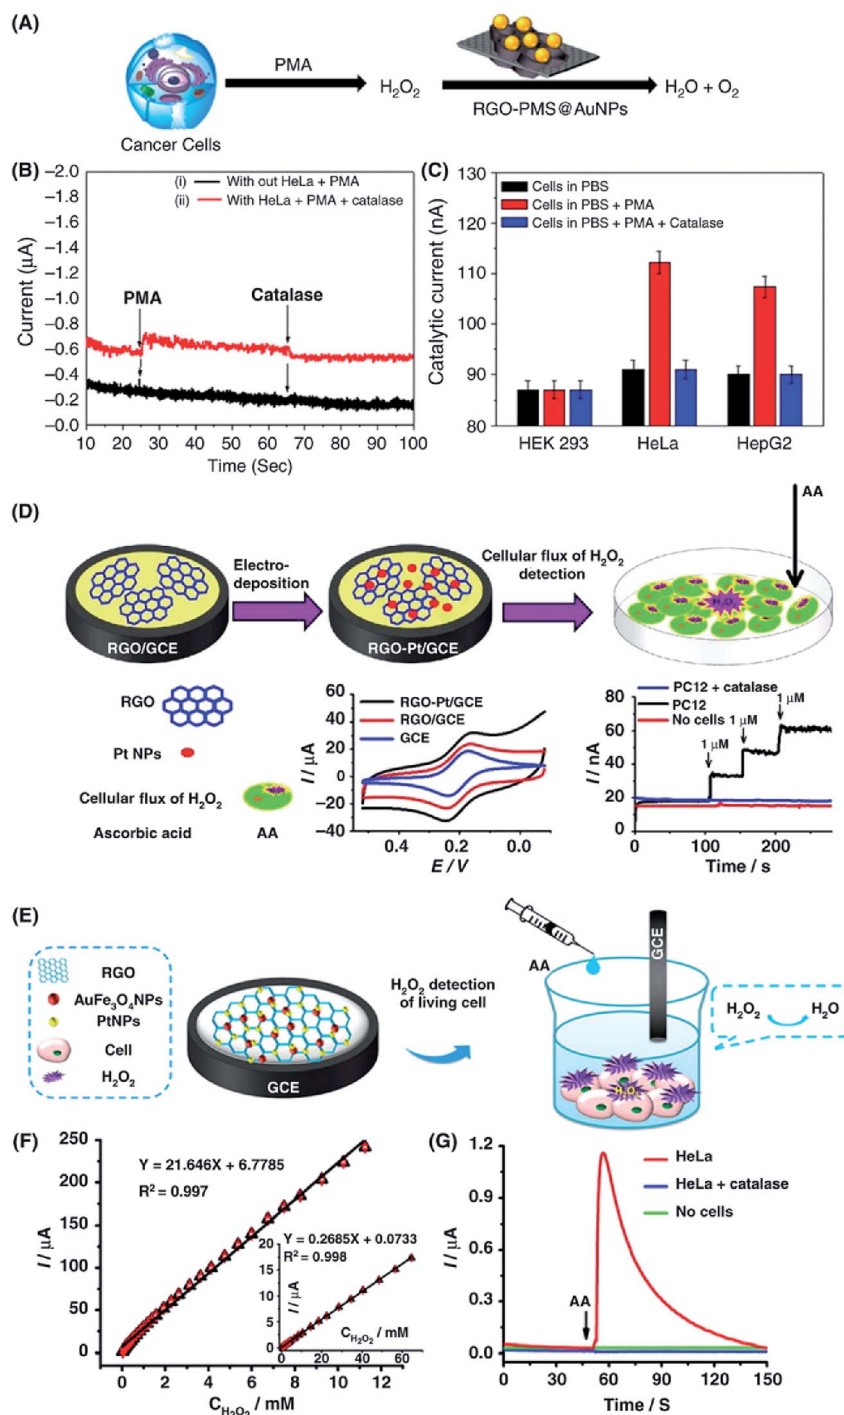 (A)
PMA
H₂O₂
H₂O + O₂
RGO-PMS@AuNPs
Cancer Cells
(B)
−2.0
−1.8
−1.6
−1.4
−1.2
−1.0
−0.8
−0.6
−0.4
−0.2
−0.0
Current (µA)
(i) With out HeLa + PMA
(ii) With HeLa + PMA + catalase
PMA
Catalase
10 20 30 40 50 60 70 80 90 100
Time (Sec)
(C)
130
120
110
100
90
80
Catalytic current (nA)
Cells in PBS
Cells in PBS + PMA
Cells in PBS + PMA + Catalase
HEK 293 HeLa HepG2
(D)
RGO/GCE
Electro-
deposition
RGO-Pt/GCE
Cellular flux of H₂O₂
detection
AA
H₂O₂
RGO
Pt NPs
Cellular flux of H₂O₂
Ascorbic acid AA
60
40
20
0
−20
−40
I / µA
RGO-Pt/GCE
RGO/GCE
GCE
0.4 0.2 0.0
E / V
80
60
40
20
0
I / nA
PC12 + catalase
PC12
No cells
1 µM
1 µM
1 µM
0 100 200
Time / s
(E)
RGO
AuFe₃O₄NPs
PtNPs
Cell
H₂O₂
GCE
H₂O₂ detection
of living cell
AA
GCE
H₂O₂
H₂O₂ H₂O
(F)
250
200
150
100
50
0
I / µA
Y = 21.646X + 6.7785
R² = 0.997
20
15
10
5
0
I / µA
Y = 0.2685X + 0.0733
R² = 0.998
0 20 40 60
C_H₂O₂ / mM
0 2 4 6 8 10 12
C_H₂O₂ / mM
(G)
1.2
0.9
0.6
0.3
0.0
I / µA
HeLa
HeLa + catalase
No cells
AA
0 30 60 90 120 150
Time / S